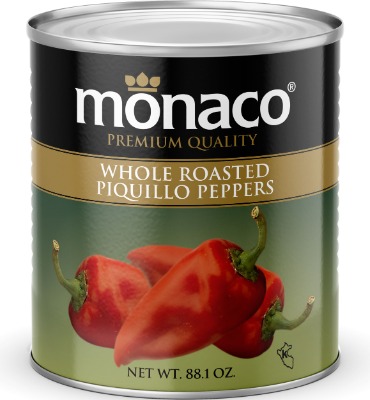 monaco®
PREMIUM QUALITY
WHOLE ROASTED
PIQUILLO PEPPERS
K
NET WT. 88.1 OZ.